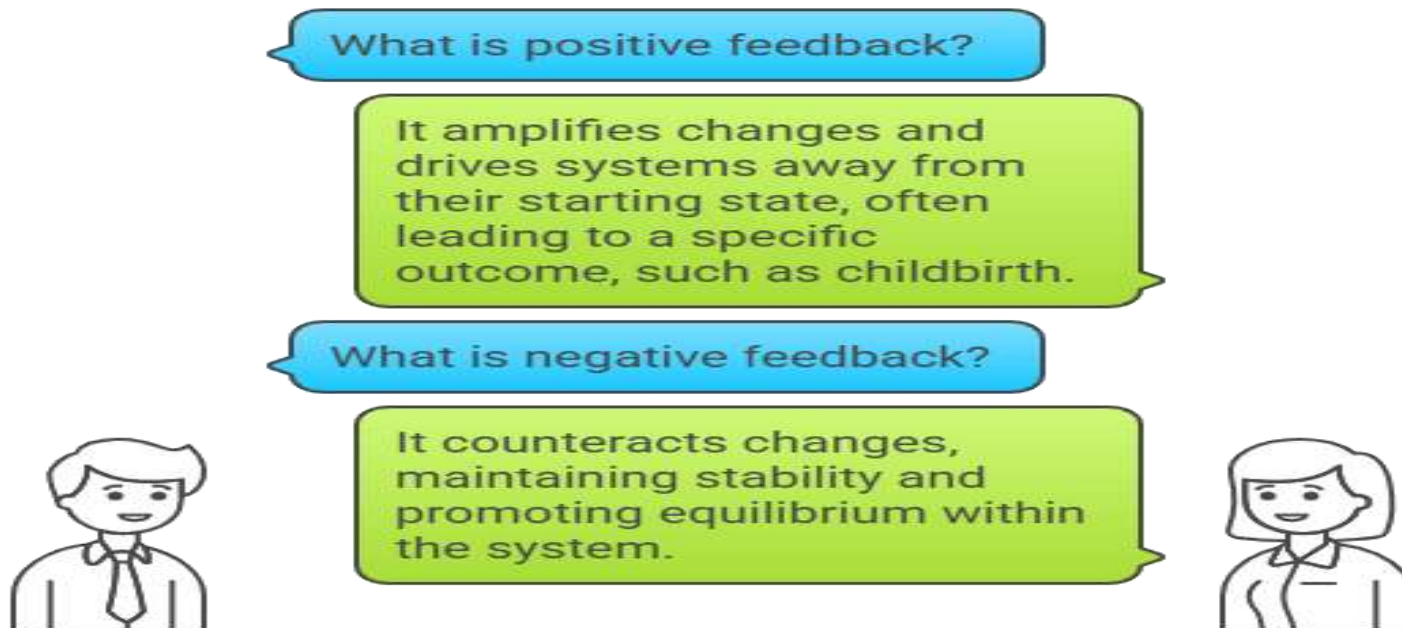 What is positive feedback?
It amplifies changes and
drives systems away from
their starting state, often
leading to a specific
outcome, such as childbirth.
What is negative feedback?
It counteracts changes,
maintaining stability and
promoting equilibrium within
the system.